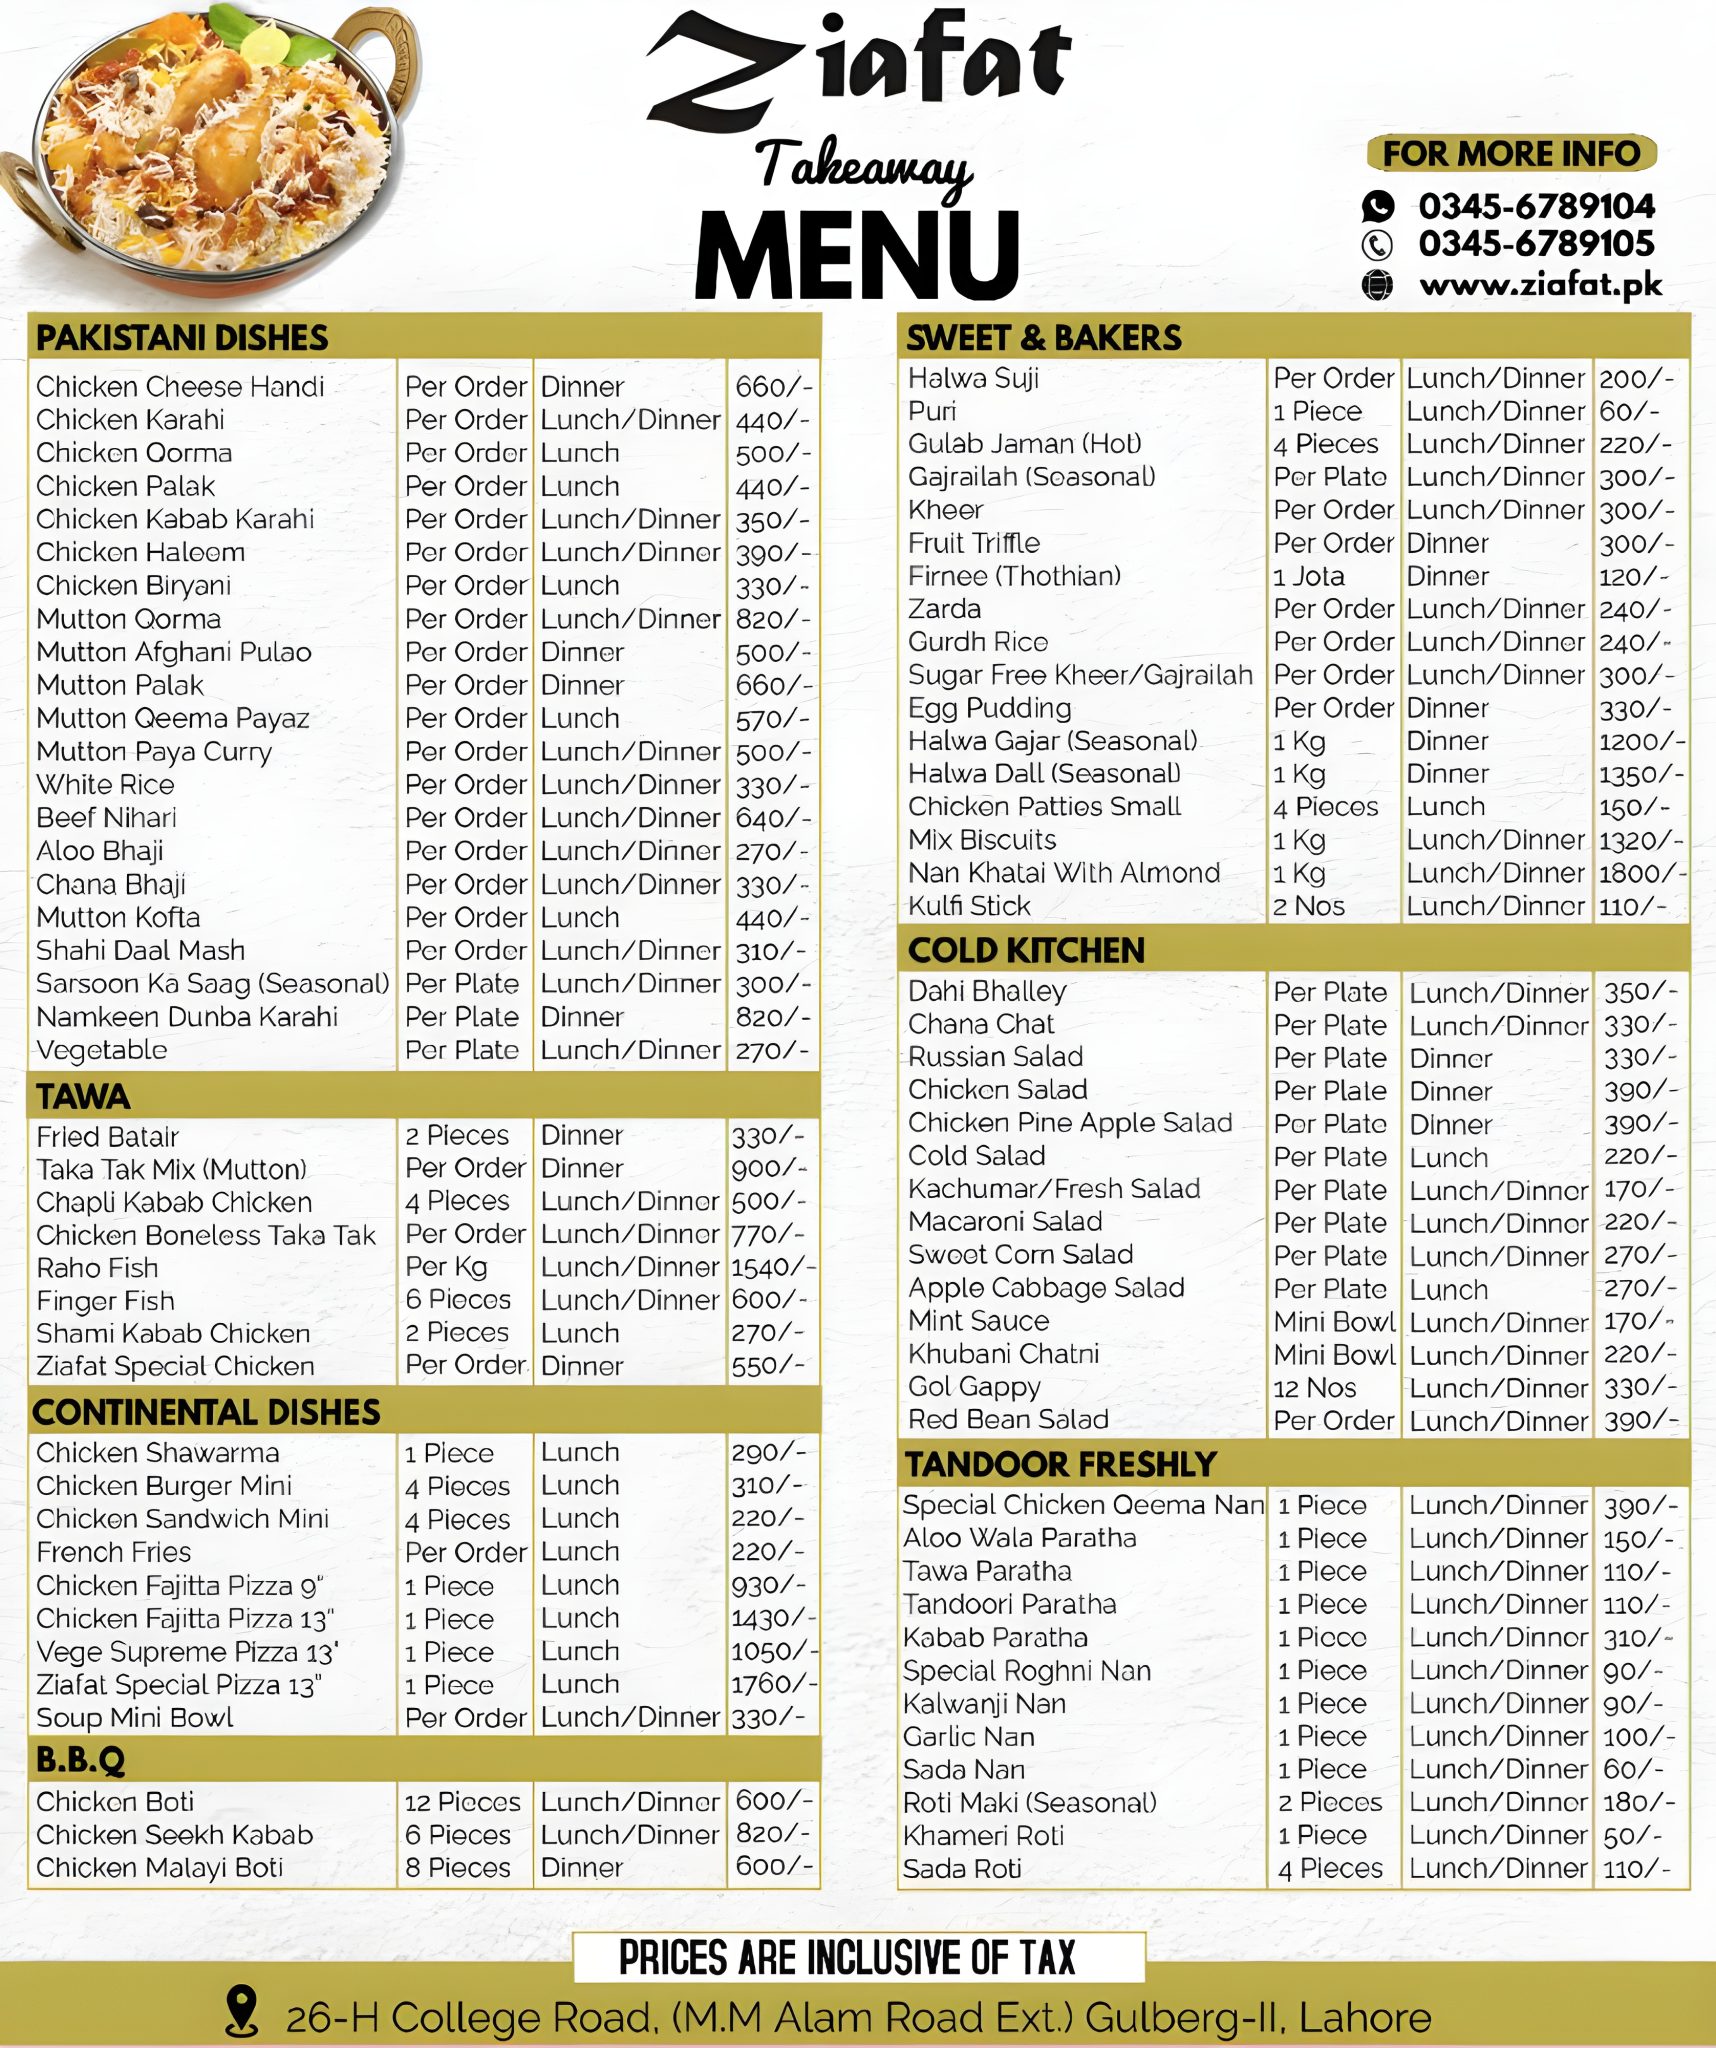 Ziafat
Takeaway
MENU
FOR MORE INFO
0345-6789104
0345-6789105
www.ziafat.pk
PAKISTANI DISHES
Chicken Cheese Handi Per Order Dinner 660/-
Chicken Karahi Per Order Lunch/Dinner 440/-
Chicken Qorma Per Order Lunch 500/-
Chicken Palak Per Order Lunch 440/-
Chicken Kabab Karahi Per Order Lunch/Dinner 350/-
Chicken Haleem Per Order Lunch/Dinner 390/-
Chicken Biryani Per Order Lunch 330/-
Mutton Qorma Per Order Lunch/Dinner 820/-
Mutton Afghani Pulao Per Order Dinner 500/-
Mutton Palak Per Order Dinner 660/-
Mutton Qeema Payaz Per Order Lunch 570/-
Mutton Paya Curry Per Order Lunch/Dinner 500/-
White Rice Per Order Lunch/Dinner 330/-
Beef Nihari Per Order Lunch/Dinner 640/-
Aloo Bhaji Per Order Lunch/Dinner 270/-
Chana Bhaji Per Order Lunch/Dinner 330/-
Mutton Kofta Per Order Lunch 440/-
Shahi Daal Mash Per Order Lunch/Dinner 310/-
Sarsoon Ka Saag (Seasonal) Per Plate Lunch/Dinner 300/-
Namkeen Dunba Karahi Per Plate Dinner 820/-
Vegetable Per Plate Lunch/Dinner 270/-
TAWA
Fried Batair 2 Pieces Dinner 330/-
Taka Tak Mix (Mutton) Per Order Dinner 900/-
Chapli Kabab Chicken 4 Pieces Lunch/Dinner 500/-
Chicken Boneless Taka Tak Per Order Lunch/Dinner 770/-
Raho Fish Per Kg Lunch/Dinner 1540/-
Finger Fish 6 Pieces Lunch/Dinner 600/-
Shami Kabab Chicken 2 Pieces Lunch 270/-
Ziafat Special Chicken Per Order Dinner 550/-
CONTINENTAL DISHES
Chicken Shawarma 1 Piece Lunch 290/-
Chicken Burger Mini 4 Pieces Lunch 310/-
Chicken Sandwich Mini 4 Pieces Lunch 220/-
French Fries Per Order Lunch 220/-
Chicken Fajitta Pizza 9" 1 Piece Lunch 930/-
Chicken Fajitta Pizza 13" 1 Piece Lunch 1430/-
Vege Supreme Pizza 13' 1 Piece Lunch 1050/-
Ziafat Special Pizza 13" 1 Piece Lunch 1760/-
Soup Mini Bowl Per Order Lunch/Dinner 330/-
B.B.Q
Chicken Boti 12 Pieces Lunch/Dinner 600/-
Chicken Seekh Kabab 6 Pieces Lunch/Dinner 820/-
Chicken Malayi Boti 8 Pieces Dinner 600/-
SWEET & BAKERS
Halwa Suji Per Order Lunch/Dinner 200/-
Puri 1 Piece Lunch/Dinner 60/-
Gulab Jaman (Hot) 4 Pieces Lunch/Dinner 220/-
Gajrailah (Seasonal) Per Plate Lunch/Dinner 300/-
Kheer Per Order Lunch/Dinner 300/-
Fruit Triffle Per Order Dinner 300/-
Firnee (Thothian) 1 Jota Dinner 120/-
Zarda Per Order Lunch/Dinner 240/-
Gurdh Rice Per Order Lunch/Dinner 240/-
Sugar Free Kheer/Gajrailah Per Order Lunch/Dinner 300/-
Egg Pudding Per Order Dinner 330/-
Halwa Gajar (Seasonal) 1 Kg Dinner 1200/-
Halwa Dall (Seasonal) 1 Kg Dinner 1350/-
Chicken Patties Small 4 Pieces Lunch 150/-
Mix Biscuits 1 Kg Lunch/Dinner 1320/-
Nan Khatai With Almond 1 Kg Lunch/Dinner 1800/-
Kulfi Stick 2 Nos Lunch/Dinner 110/-
COLD KITCHEN
Dahi Bhalley Per Plate Lunch/Dinner 350/-
Chana Chat Per Plate Lunch/Dinner 330/-
Russian Salad Per Plate Dinner 330/-
Chicken Salad Per Plate Dinner 390/-
Chicken Pine Apple Salad Per Plate Dinner 390/-
Cold Salad Per Plate Lunch 220/-
Kachumar/Fresh Salad Per Plate Lunch/Dinner 170/-
Macaroni Salad Per Plate Lunch/Dinner 220/-
Sweet Corn Salad Per Plate Lunch/Dinner 270/-
Apple Cabbage Salad Per Plate Lunch 270/-
Mint Sauce Mini Bowl Lunch/Dinner 170/-
Khubani Chatni Mini Bowl Lunch/Dinner 220/-
Gol Gappy 12 Nos Lunch/Dinner 330/-
Red Bean Salad Per Order Lunch/Dinner 390/-
TANDOOR FRESHLY
Special Chicken Qeema Nan 1 Piece Lunch/Dinner 390/-
Aloo Wala Paratha 1 Piece Lunch/Dinner 150/-
Tawa Paratha 1 Piece Lunch/Dinner 110/-
Tandoori Paratha 1 Piece Lunch/Dinner 110/-
Kabab Paratha 1 Piece Lunch/Dinner 310/-
Special Roghni Nan 1 Piece Lunch/Dinner 90/-
Kalwanji Nan 1 Piece Lunch/Dinner 90/-
Garlic Nan 1 Piece Lunch/Dinner 100/-
Sada Nan 1 Piece Lunch/Dinner 60/-
Roti Maki (Seasonal) 2 Pieces Lunch/Dinner 180/-
Khameri Roti 1 Piece Lunch/Dinner 50/-
Sada Roti 4 Pieces Lunch/Dinner 110/-
PRICES ARE INCLUSIVE OF TAX
26-H College Road, (M.M Alam Road Ext.) Gulberg-II, Lahore